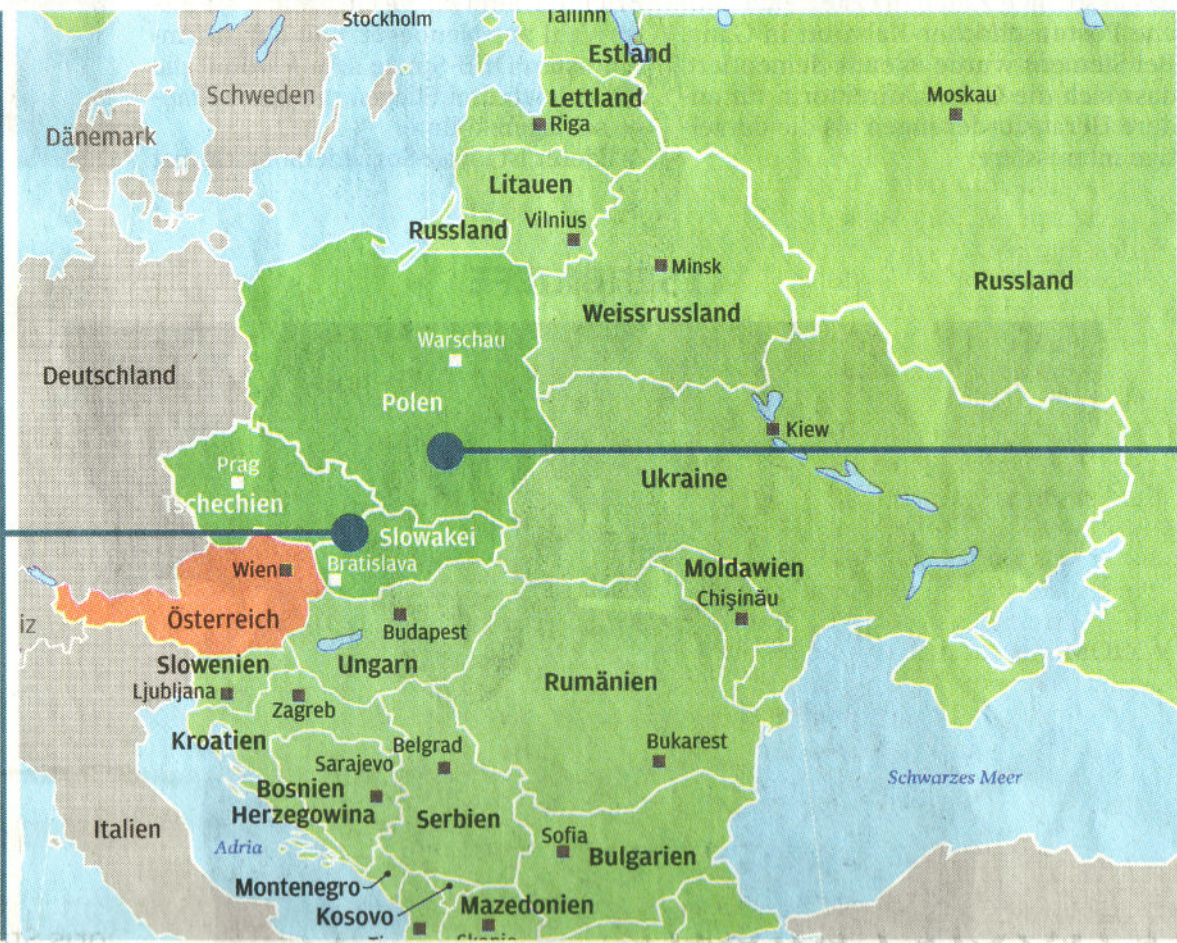 Stockholm
Tallinn
Estland
Schweden
Lettland
Moskau
Riga
Dänemark
Litauen
Vilnius
Russland
Minsk
Russland
Weissrussland
Warschau
Deutschland
Polen
Kiew
Prag
Ukraine
Tschechien
Slowakei
Bratislava
Wien
Moldawien
Chişinău
Österreich
iz
Budapest
Slowenien
Ungarn
Ljubljana
Rumänien
Zagreb
Kroatien
Belgrad
Bukarest
Sarajevo
Schwarzes Meer
Bosnien
Herzegowina
Serbien
Italien
Sofia
Adria
Bulgarien
Montenegro
Kosovo
Mazedonien